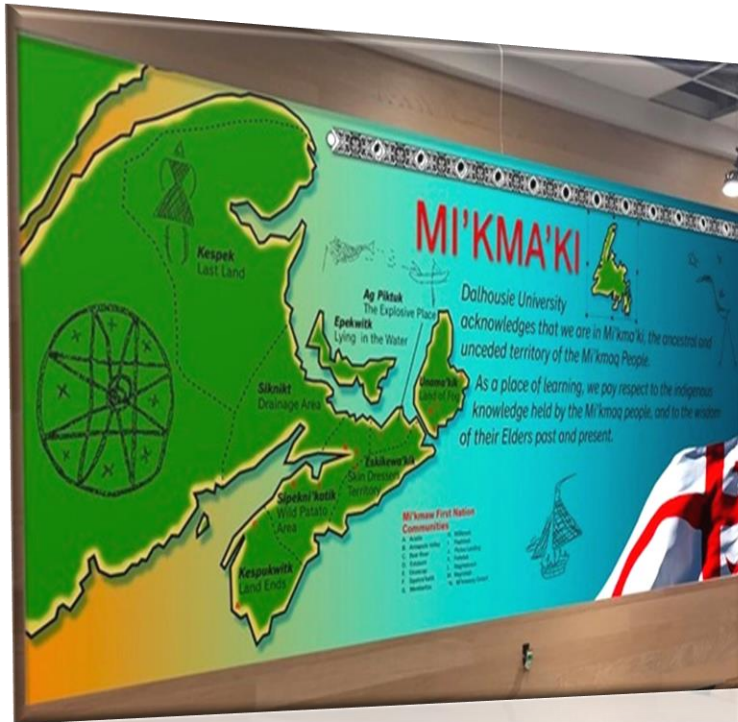 MI'KMA'KI
Dalhousie University
acknowledges that we are in Mi'kma'ki, the ancestral and
unceded territory of the Mi'kmaq People.
As a place of learning, we pay respect to the indigenous
knowledge held by the Mi'kmaq people, and to the wisdom
of their Elders past and present.
Kespek
Last Land
Ag Piktuk
The Explosive Place
Epekwitk
Lying in the Water
Unama'kik
Land of Fog
Siknikt
Drainage Area
Eskikewa'kik
Skin Dressers
Territory
Sipekni'katik
Wild Patato
Area
Kespukwitk
Land Ends
Mi'kmaw First Nation
Communities